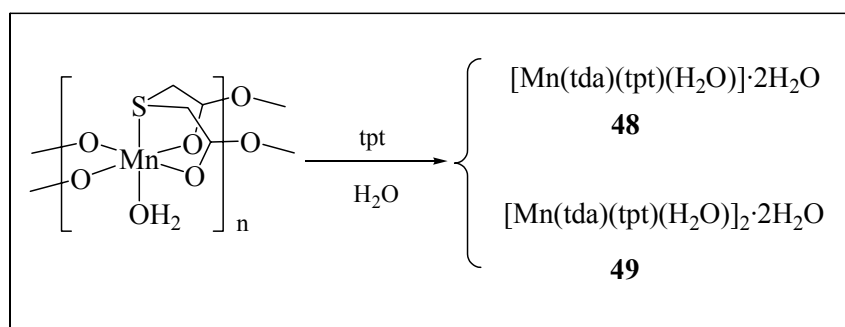 S O
O O
O Mn O O
O
OH₂ n
tpt
H₂O
[Mn(tda)(tpt)(H₂O)]·2H₂O
48
[Mn(tda)(tpt)(H₂O)]₂·2H₂O
49